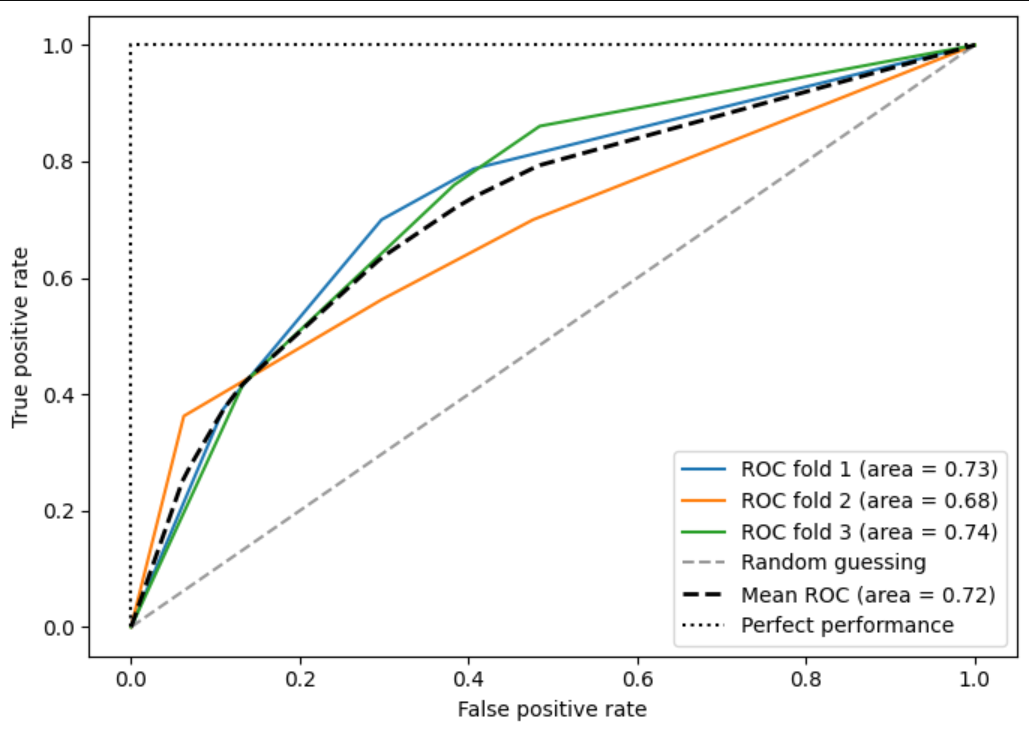 1.0
0.8
0.6
0.4
0.2
0.0
True positive rate
0.0 0.2 0.4 0.6 0.8 1.0
False positive rate
ROC fold 1 (area = 0.73)
ROC fold 2 (area = 0.68)
ROC fold 3 (area = 0.74)
Random guessing
Mean ROC (area = 0.72)
Perfect performance